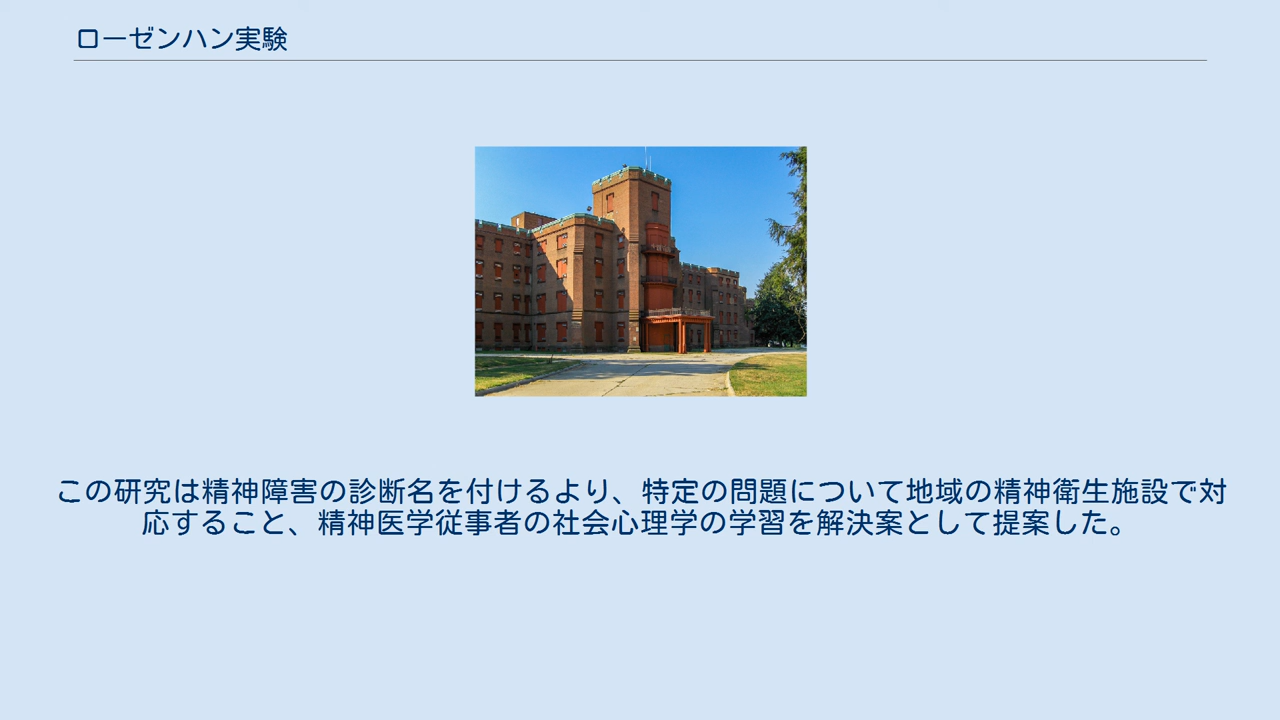 ローゼンハン実験
この研究は精神障害の診断名を付けるより、特定の問題について地域の精神衛生施設で対
応すること、精神医学従事者の社会心理学の学習を解決案として提案した。